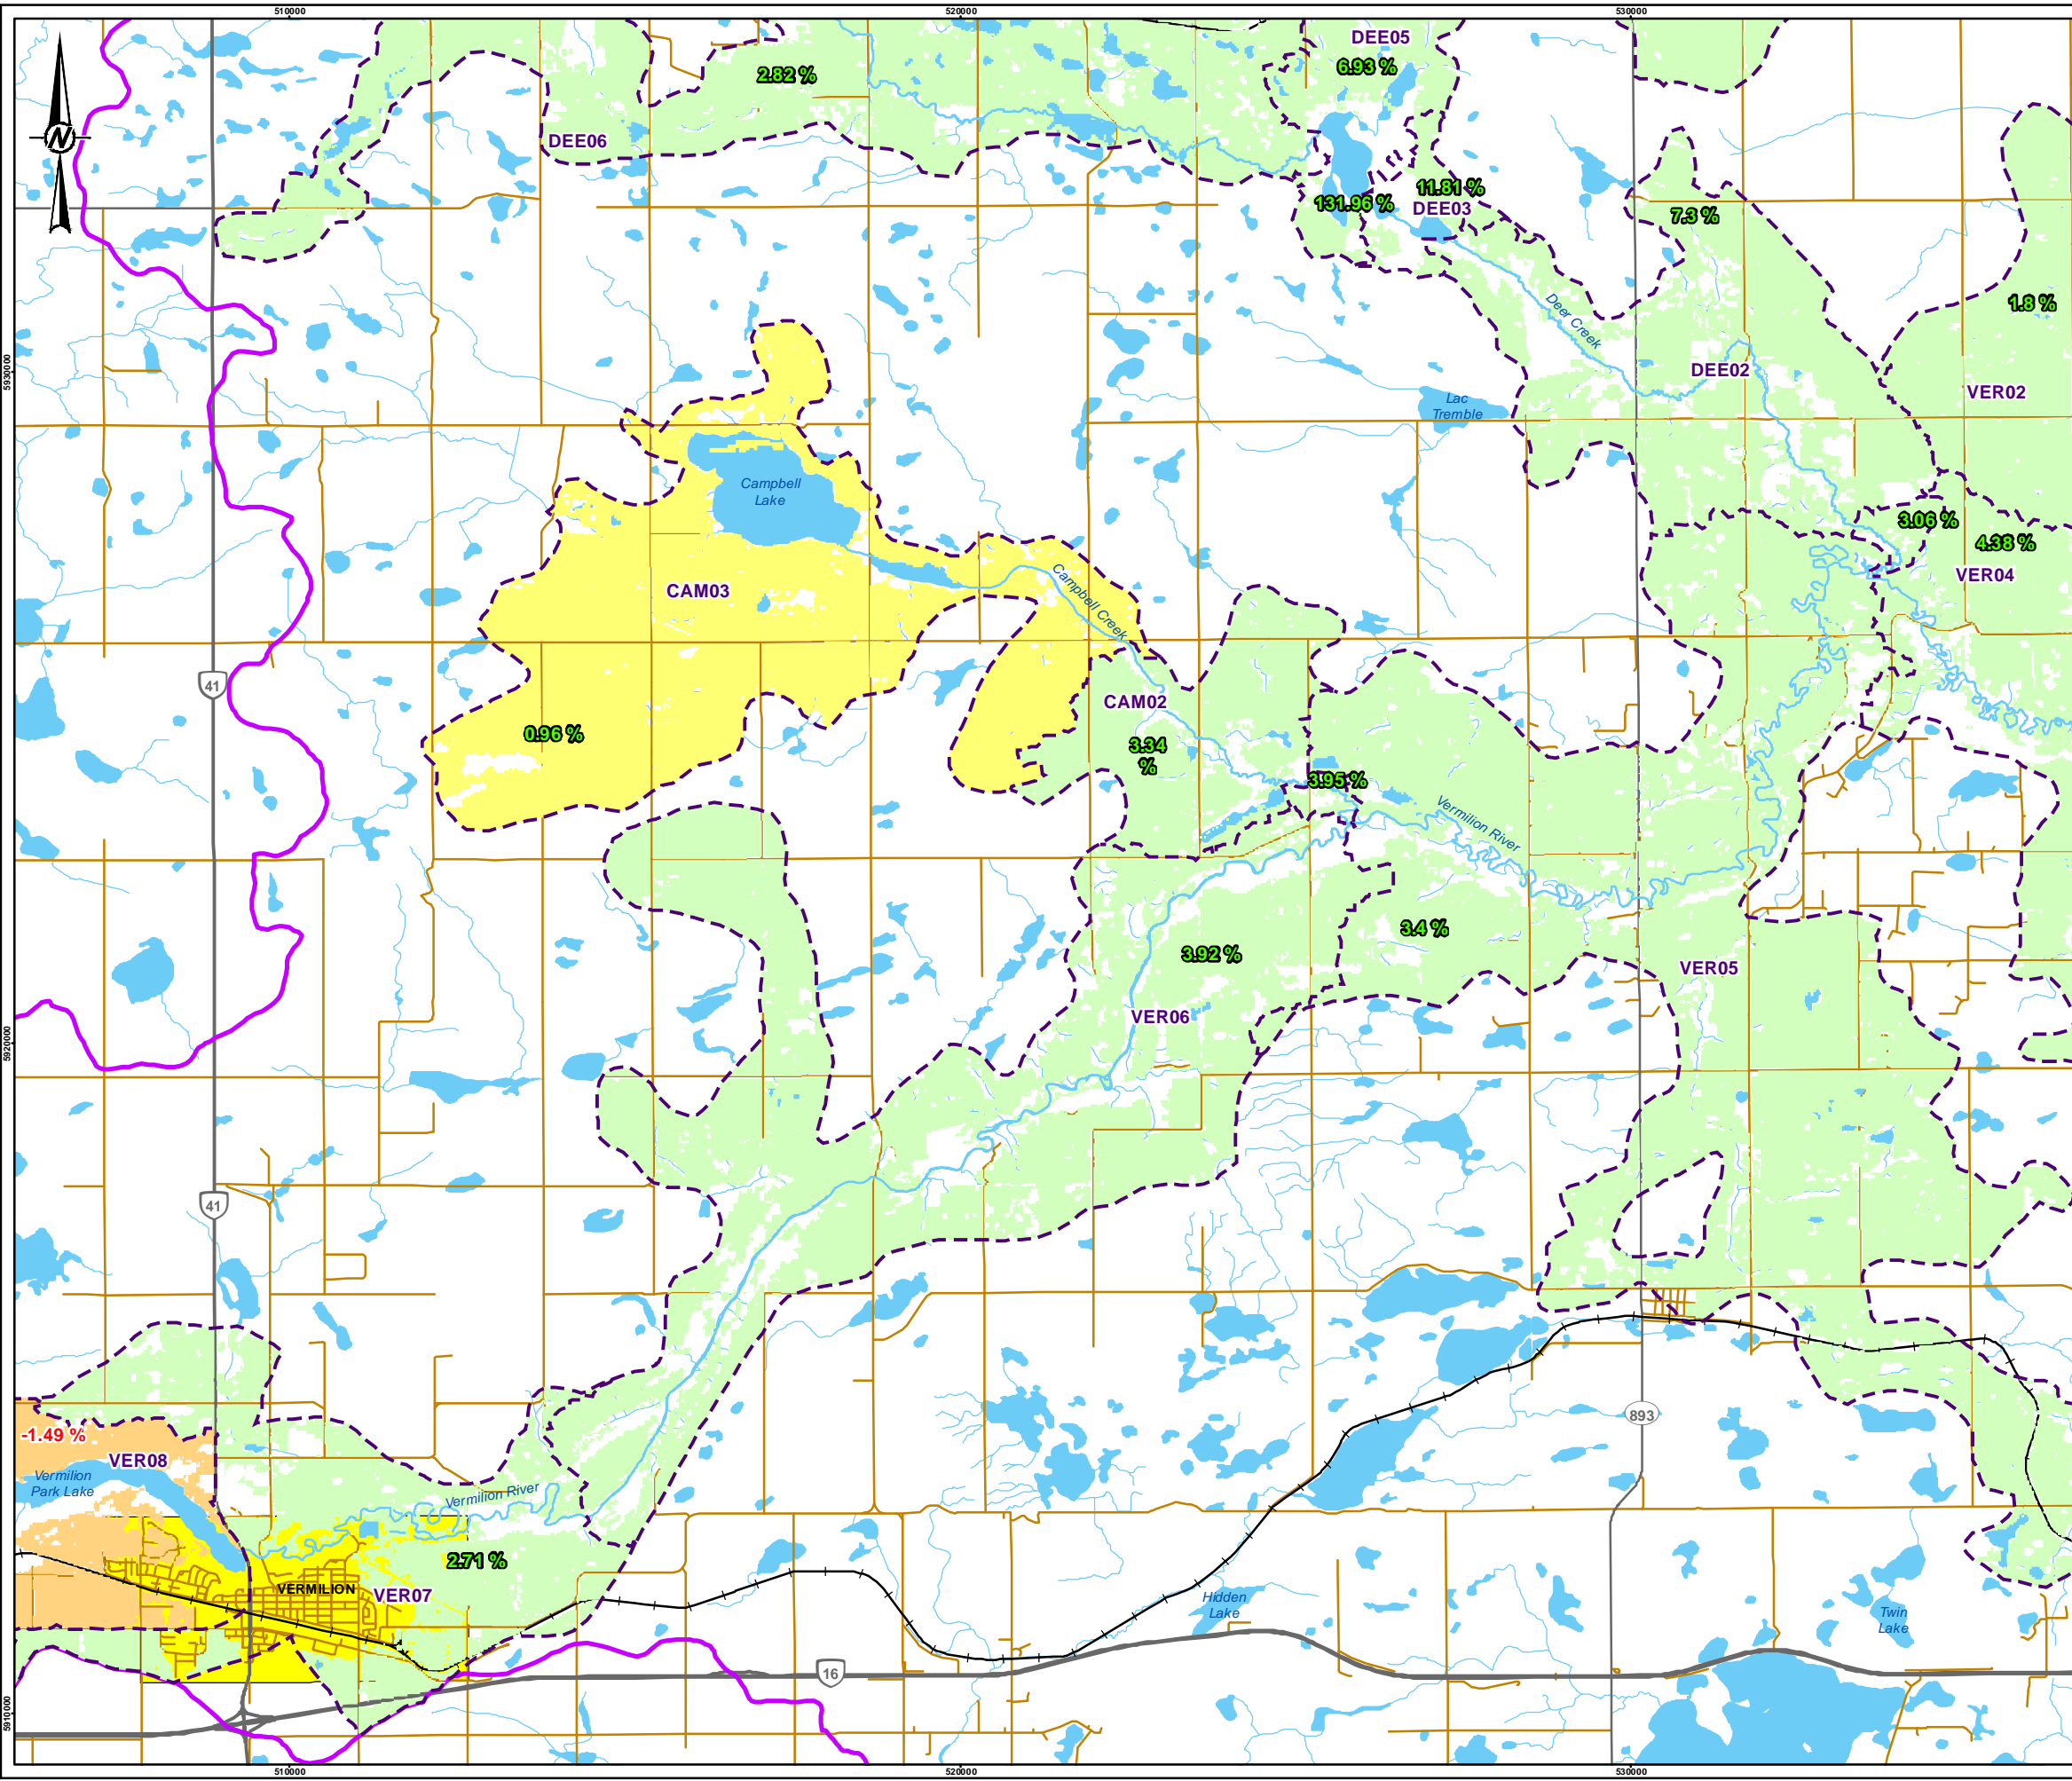 510000
520000
530000
DEE05
6.93 %
2.82 %
N
DEE06
11.81 %
131.96 %
DEE03
7.3 %
1.8 %
Deer Creek
5930000
DEE02
VER02
Lac
Tremble
Campbell
Lake
3.06 %
4.38 %
VER04
CAM03
Campbell Creek
41
CAM02
0.96 %
3.34
%
3.95 %
Vermilion River
3.4 %
3.92 %
VER05
VER06
5920000
41
893
-1.49 %
VER08
Vermilion
Park Lake
Vermilion River
2.71 %
VERMILION
VER07
Hidden
Lake
Twin
Lake
16
5910000
510000
520000
530000